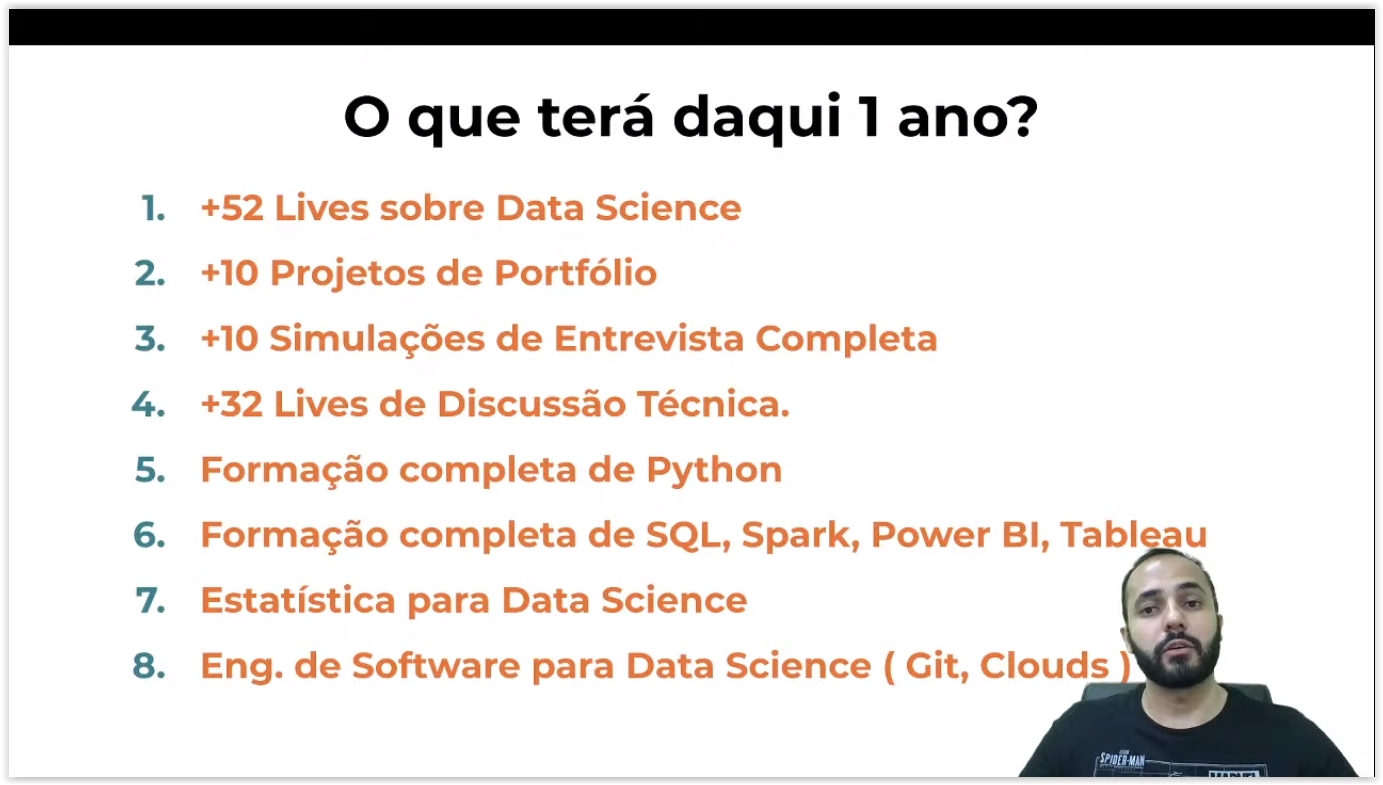 O que terá daqui 1 ano?
1. +52 Lives sobre Data Science
2. +10 Projetos de Portfólio
3. +10 Simulações de Entrevista Completa
4. +32 Lives de Discussão Técnica.
5. Formação completa de Python
6. Formação completa de SQL, Spark, Power BI, Tableau
7. Estatística para Data Science
8. Eng. de Software para Data Science ( Git, Clouds )
SPIDER-MAN
MARVEL